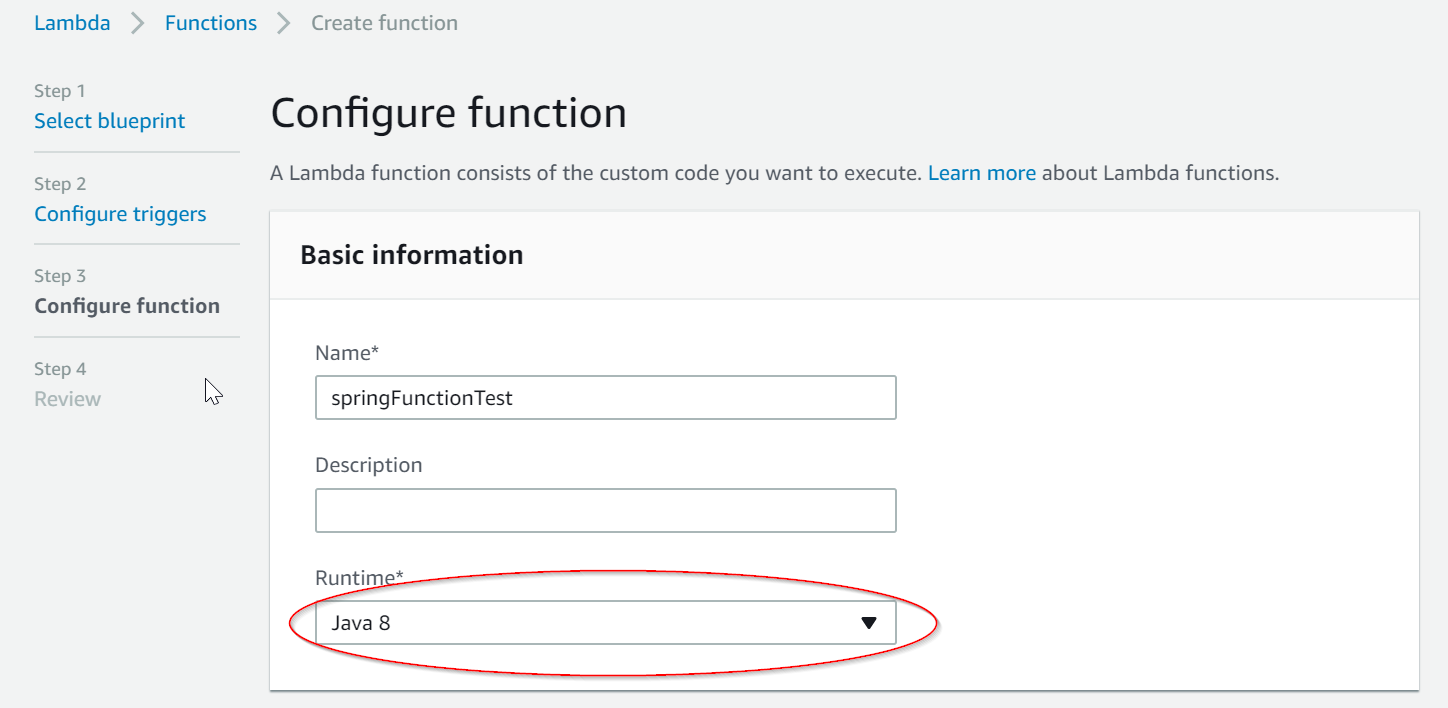 Lambda > Functions > Create function
Step 1
Select blueprint
Step 2
Configure triggers
Step 3
Configure function
Step 4
Review
Configure function
A Lambda function consists of the custom code you want to execute. Learn more about Lambda functions.
Basic information
Name*
springFunctionTest
Description
Runtime*
Java 8